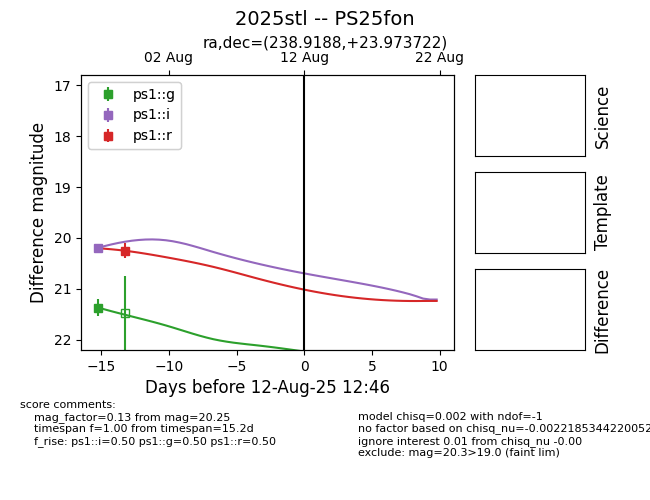 2025stl -- PS25fon
ra,dec=(238.9188,+23.973722)
02 Aug 12 Aug 22 Aug
ps1::g
ps1::i
ps1::r
17
18
19
20
21
22
Difference magnitude
−15 −10 −5 0 5 10
Days before 12-Aug-25 12:46
Science
Template
Difference
score comments:
mag_factor=0.13 from mag=20.25
timespan f=1.00 from timespan=15.2d
f_rise: ps1::i=0.50 ps1::g=0.50 ps1::r=0.50
model chisq=0.002 with ndof=-1
no factor based on chisq_nu=-0.0022185344220052
ignore interest 0.01 from chisq_nu -0.00
exclude: mag=20.3>19.0 (faint lim)